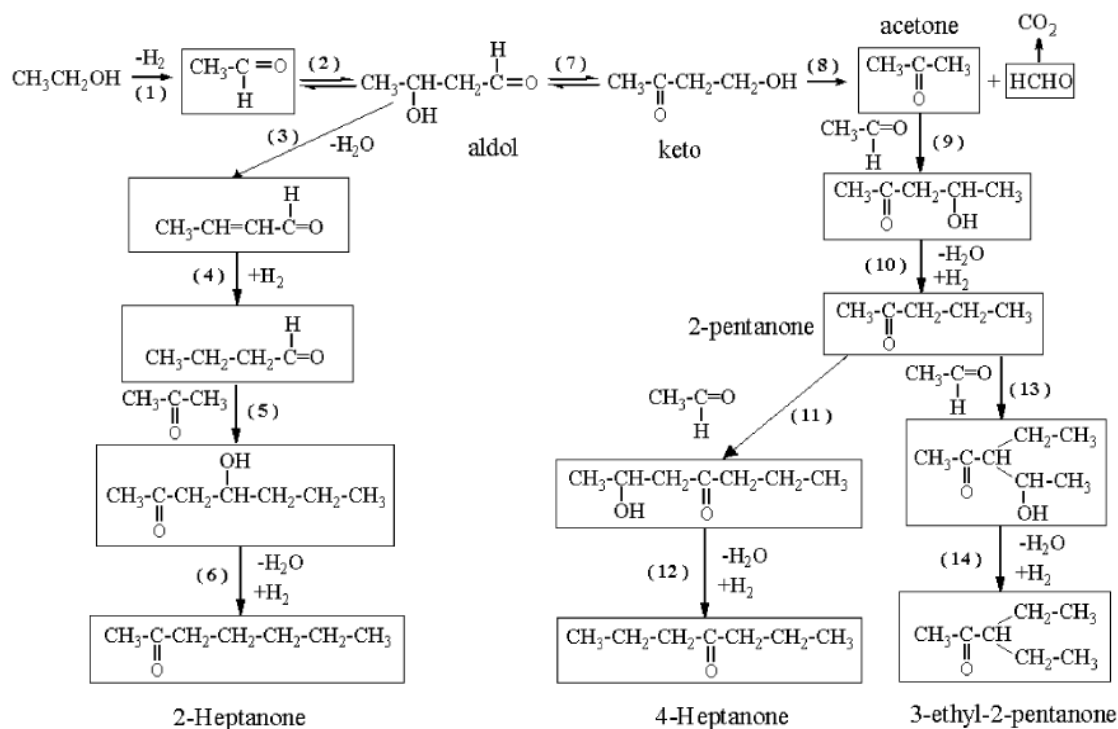 acetone
CO2
CH3CH2OH
-H2
(1)
CH3-C=O
H
(2)
H
CH3-CH-CH2-C=O
OH
aldol
(7)
CH3-C-CH2-CH2-OH
O
keto
(8)
CH3-C-CH3
O
+
HCHO
(3)
-H2O
CH3-C=O
H
(9)
H
CH3-CH=CH-C=O
CH3-C-CH2-CH-CH3
O
OH
(4)
+H2
(10)
-H2O
+H2
H
CH3-CH2-CH2-C=O
2-pentanone
CH3-C-CH2-CH2-CH3
O
CH3-C-CH3
O
(5)
CH3-C=O
H
(11)
CH3-C=O
H
(13)
OH
CH3-C-CH2-CH-CH2-CH2-CH3
O
CH3-CH-CH2-C-CH2-CH2-CH3
OH
O
CH2-CH3
CH3-C-CH
O
CH-CH3
OH
(6)
-H2O
+H2
(12)
-H2O
+H2
(14)
-H2O
+H2
CH3-C-CH2-CH2-CH2-CH2-CH3
O
CH3-CH2-CH2-C-CH2-CH2-CH3
O
CH2-CH3
CH3-C-CH
O
CH2-CH3
2-Heptanone
4-Heptanone
3-ethyl-2-pentanone